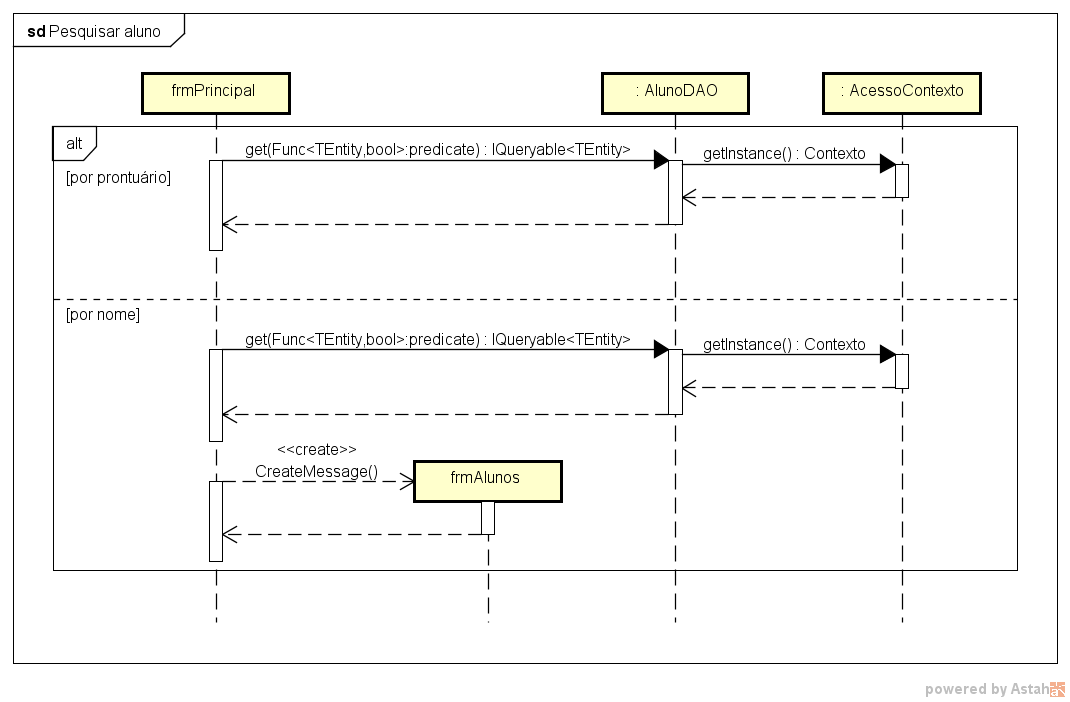 sd Pesquisar aluno
frmPrincipal
: AlunoDAO
: AcessoContexto
alt
get(Func<TEntity,bool>:predicate) : IQueryable<TEntity>
getInstance() : Contexto
[por prontuário]
[por nome]
get(Func<TEntity,bool>:predicate) : IQueryable<TEntity>
getInstance() : Contexto
<<create>>
CreateMessage()
frmAlunos
powered by Astah